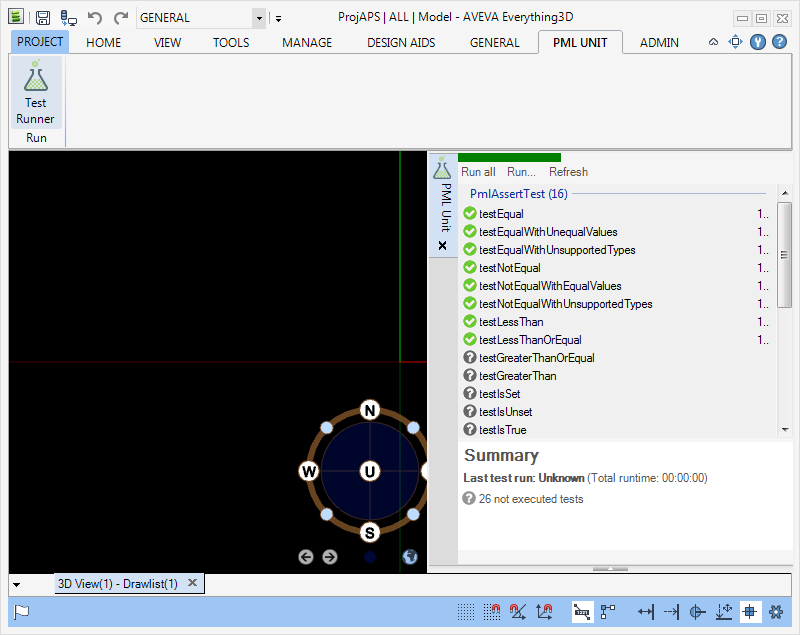 GENERAL
ProjAPS | ALL | Model - AVEVA Everything3D
PROJECT HOME VIEW TOOLS MANAGE DESIGN AIDS GENERAL PML UNIT ADMIN
Test
Runner
Run
PML Unit
Run all Run... Refresh
PmlAssertTest (16)
testEqual 1..
testEqualWithUnequalValues 1..
testEqualWithUnsupportedTypes 1..
testNotEqual 1..
testNotEqualWithEqualValues 1..
testNotEqualWithUnsupportedTypes 1..
testLessThan 1..
testLessThanOrEqual 1..
testGreaterThanOrEqual
testGreaterThan
testIsSet
testIsUnset
testIsTrue
N
W U
S
Summary
Last test run: Unknown (Total runtime: 00:00:00)
26 not executed tests
3D View(1) - Drawlist(1)